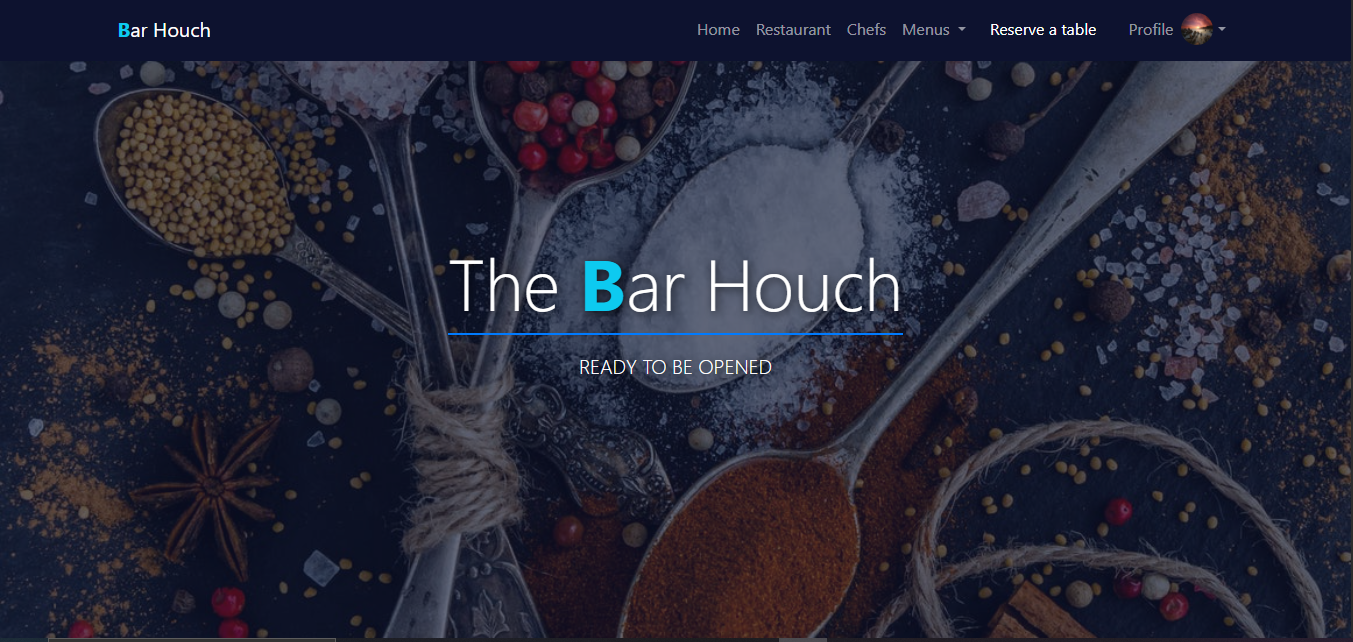 Bar Houch
Home Restaurant Chefs Menus Reserve a table Profile
The Bar Houch
READY TO BE OPENED